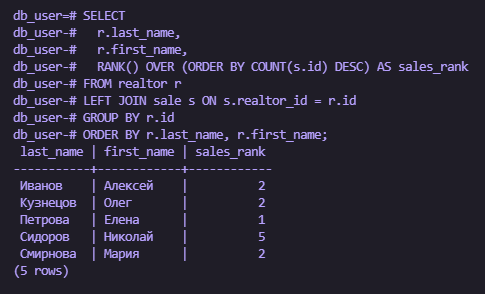 db_user=# SELECT
db_user-#   r.last_name,
db_user-#   r.first_name,
db_user-#   RANK() OVER (ORDER BY COUNT(s.id) DESC) AS sales_rank
db_user-# FROM realtor r
db_user-# LEFT JOIN sale s ON s.realtor_id = r.id
db_user-# GROUP BY r.id
db_user-# ORDER BY r.last_name, r.first_name;
 last_name | first_name | sales_rank
-----------+------------+------------
 Иванов    | Алексей    |          2
 Кузнецов  | Олег       |          2
 Петрова   | Елена      |          1
 Сидоров   | Николай    |          5
 Смирнова  | Мария      |          2
(5 rows)